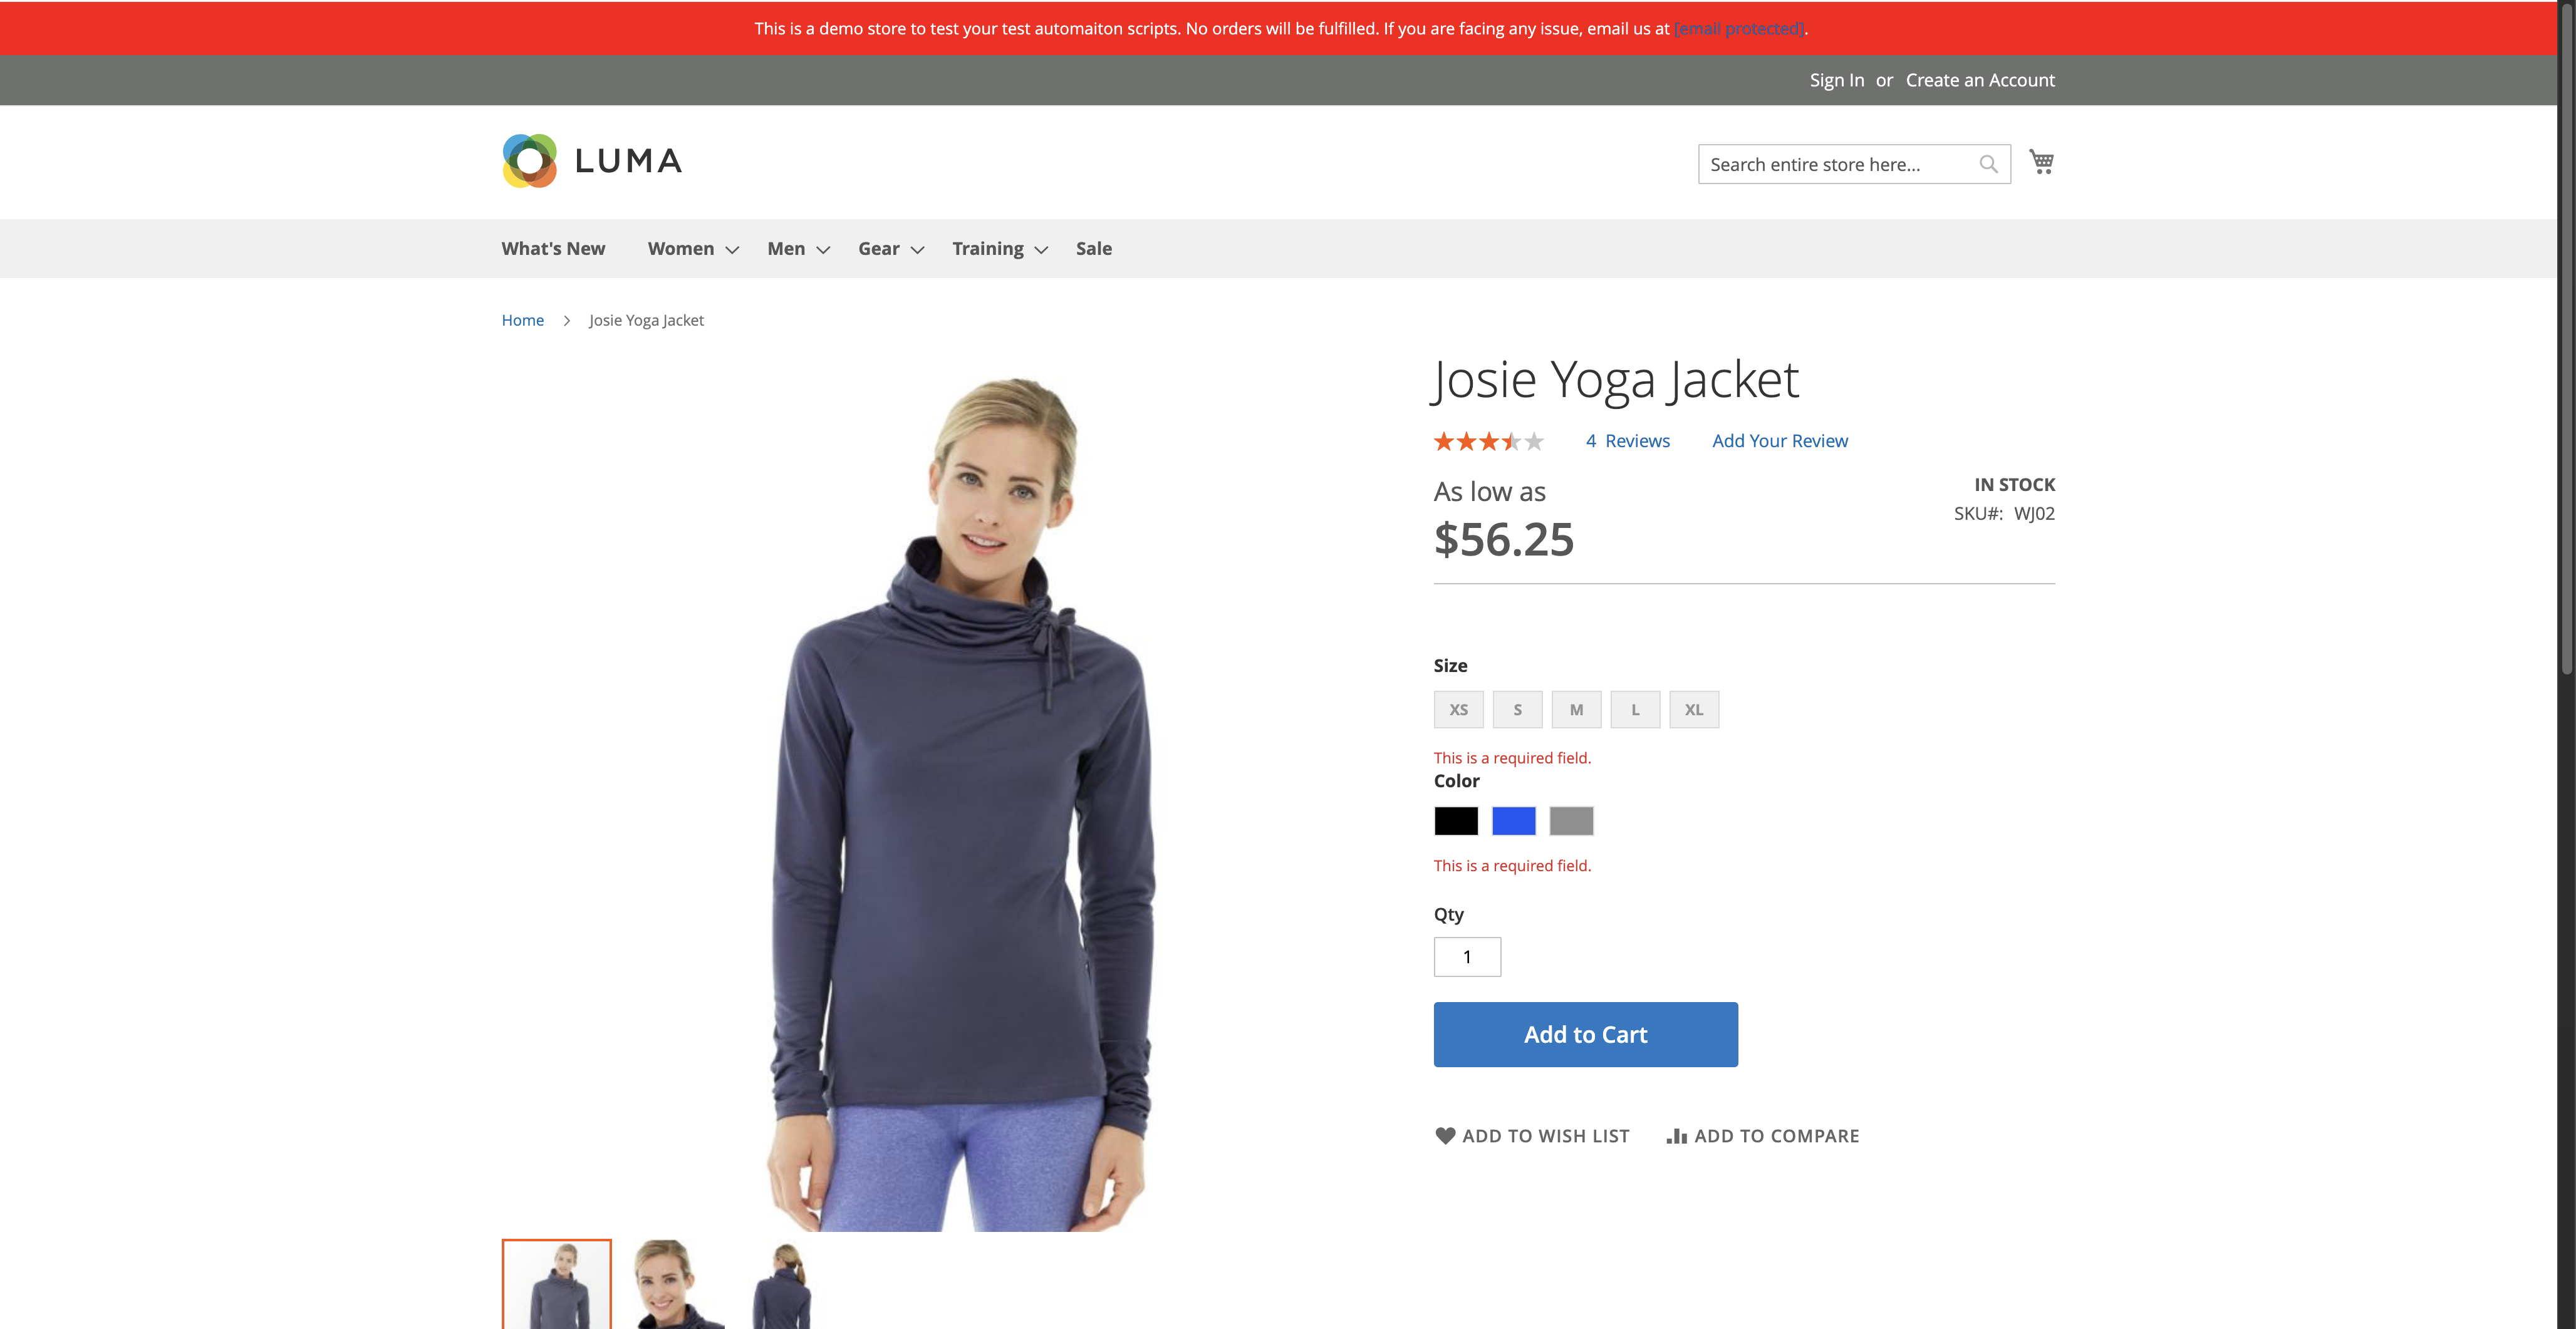 This is a demo store to test your test automaiton scripts. No orders will be fulfilled. If you are facing any issue, email us at [email protected].
Sign In or Create an Account
LUMA
Search entire store here...
What's New Women Men Gear Training Sale
Home > Josie Yoga Jacket
Josie Yoga Jacket
4 Reviews Add Your Review
As low as
$56.25
IN STOCK
SKU#: WJ02
Size
XS S M L XL
This is a required field.
Color
This is a required field.
Qty
1
Add to Cart
ADD TO WISH LIST ADD TO COMPARE